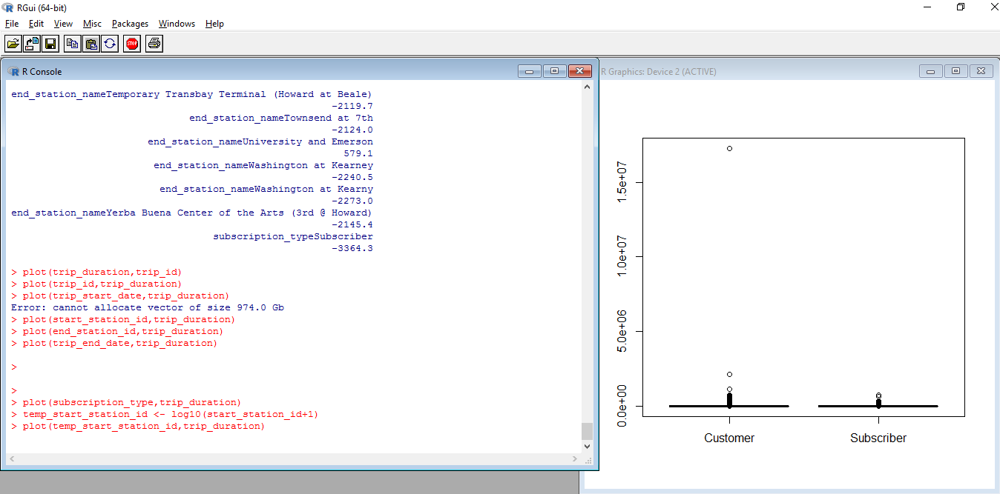 RGui (64-bit)
File Edit View Misc Packages Windows Help
STOP
R Console
end_station_nameTemporary Transbay Terminal (Howard at Beale)
-2119.7
end_station_nameTownsend at 7th
-2124.0
end_station_nameUniversity and Emerson
579.1
end_station_nameWashington at Kearney
-2240.5
end_station_nameWashington at Kearny
-2273.0
end_station_nameYerba Buena Center of the Arts (3rd @ Howard)
-2145.4
subscription_typeSubscriber
-3364.3
> plot(trip_duration,trip_id)
> plot(trip_id,trip_duration)
> plot(trip_start_date,trip_duration)
Error: cannot allocate vector of size 974.0 Gb
> plot(start_station_id,trip_duration)
> plot(end_station_id,trip_duration)
> plot(trip_end_date,trip_duration)
>
>
> plot(subscription_type,trip_duration)
> temp_start_station_id <- log10(start_station_id+1)
> plot(temp_start_station_id,trip_duration)
R Graphics: Device 2 (ACTIVE)
1.5e+07
1.0e+07
5.0e+06
0.0e+00
Customer Subscriber